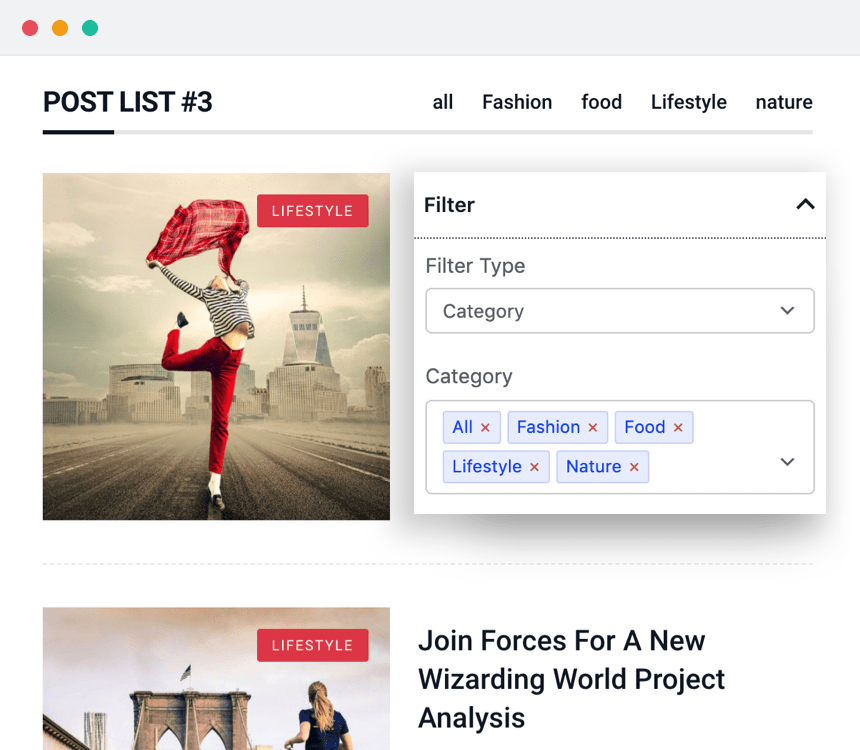 POST LIST #3
all Fashion food Lifestyle nature
LIFESTYLE
Filter
Filter Type
Category
Category
All × Fashion × Food ×
Lifestyle × Nature ×
LIFESTYLE
Join Forces For A New
Wizarding World Project
Analysis